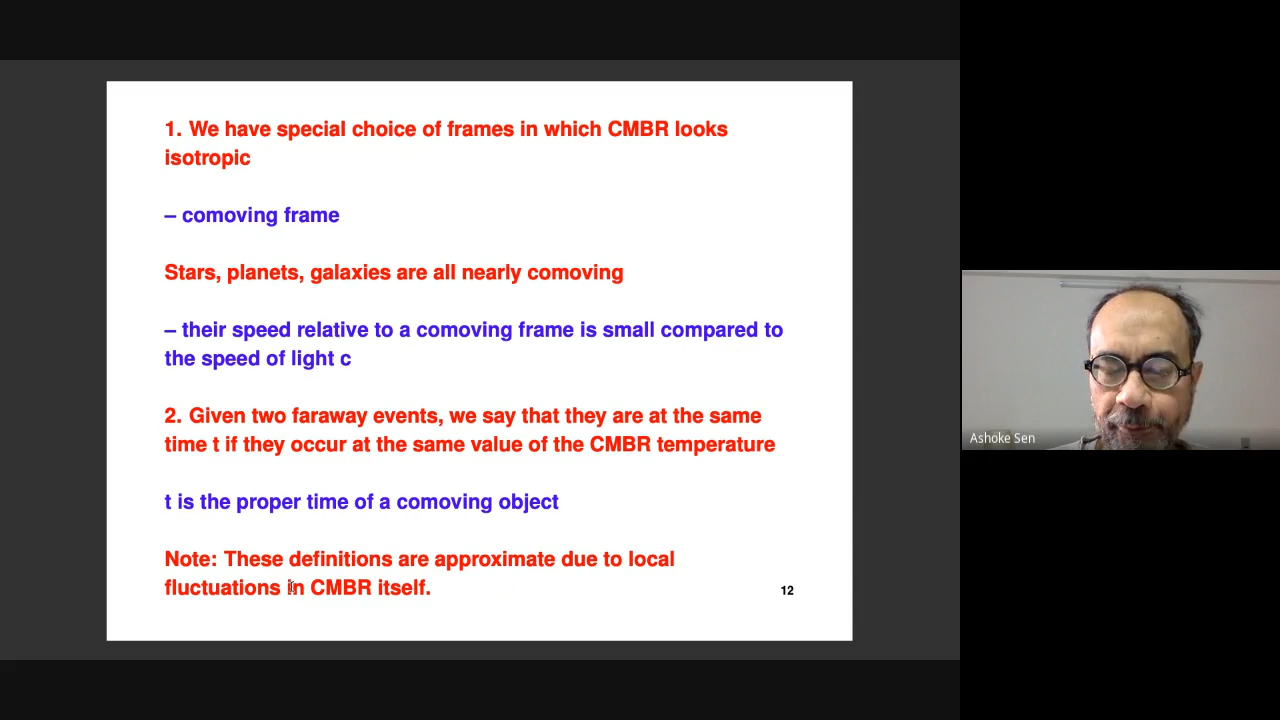 1. We have special choice of frames in which CMBR looks
isotropic
– comoving frame
Stars, planets, galaxies are all nearly comoving
– their speed relative to a comoving frame is small compared to
the speed of light c
2. Given two faraway events, we say that they are at the same
time t if they occur at the same value of the CMBR temperature
t is the proper time of a comoving object
Note: These definitions are approximate due to local
fluctuations in CMBR itself.
12
Ashoke Sen